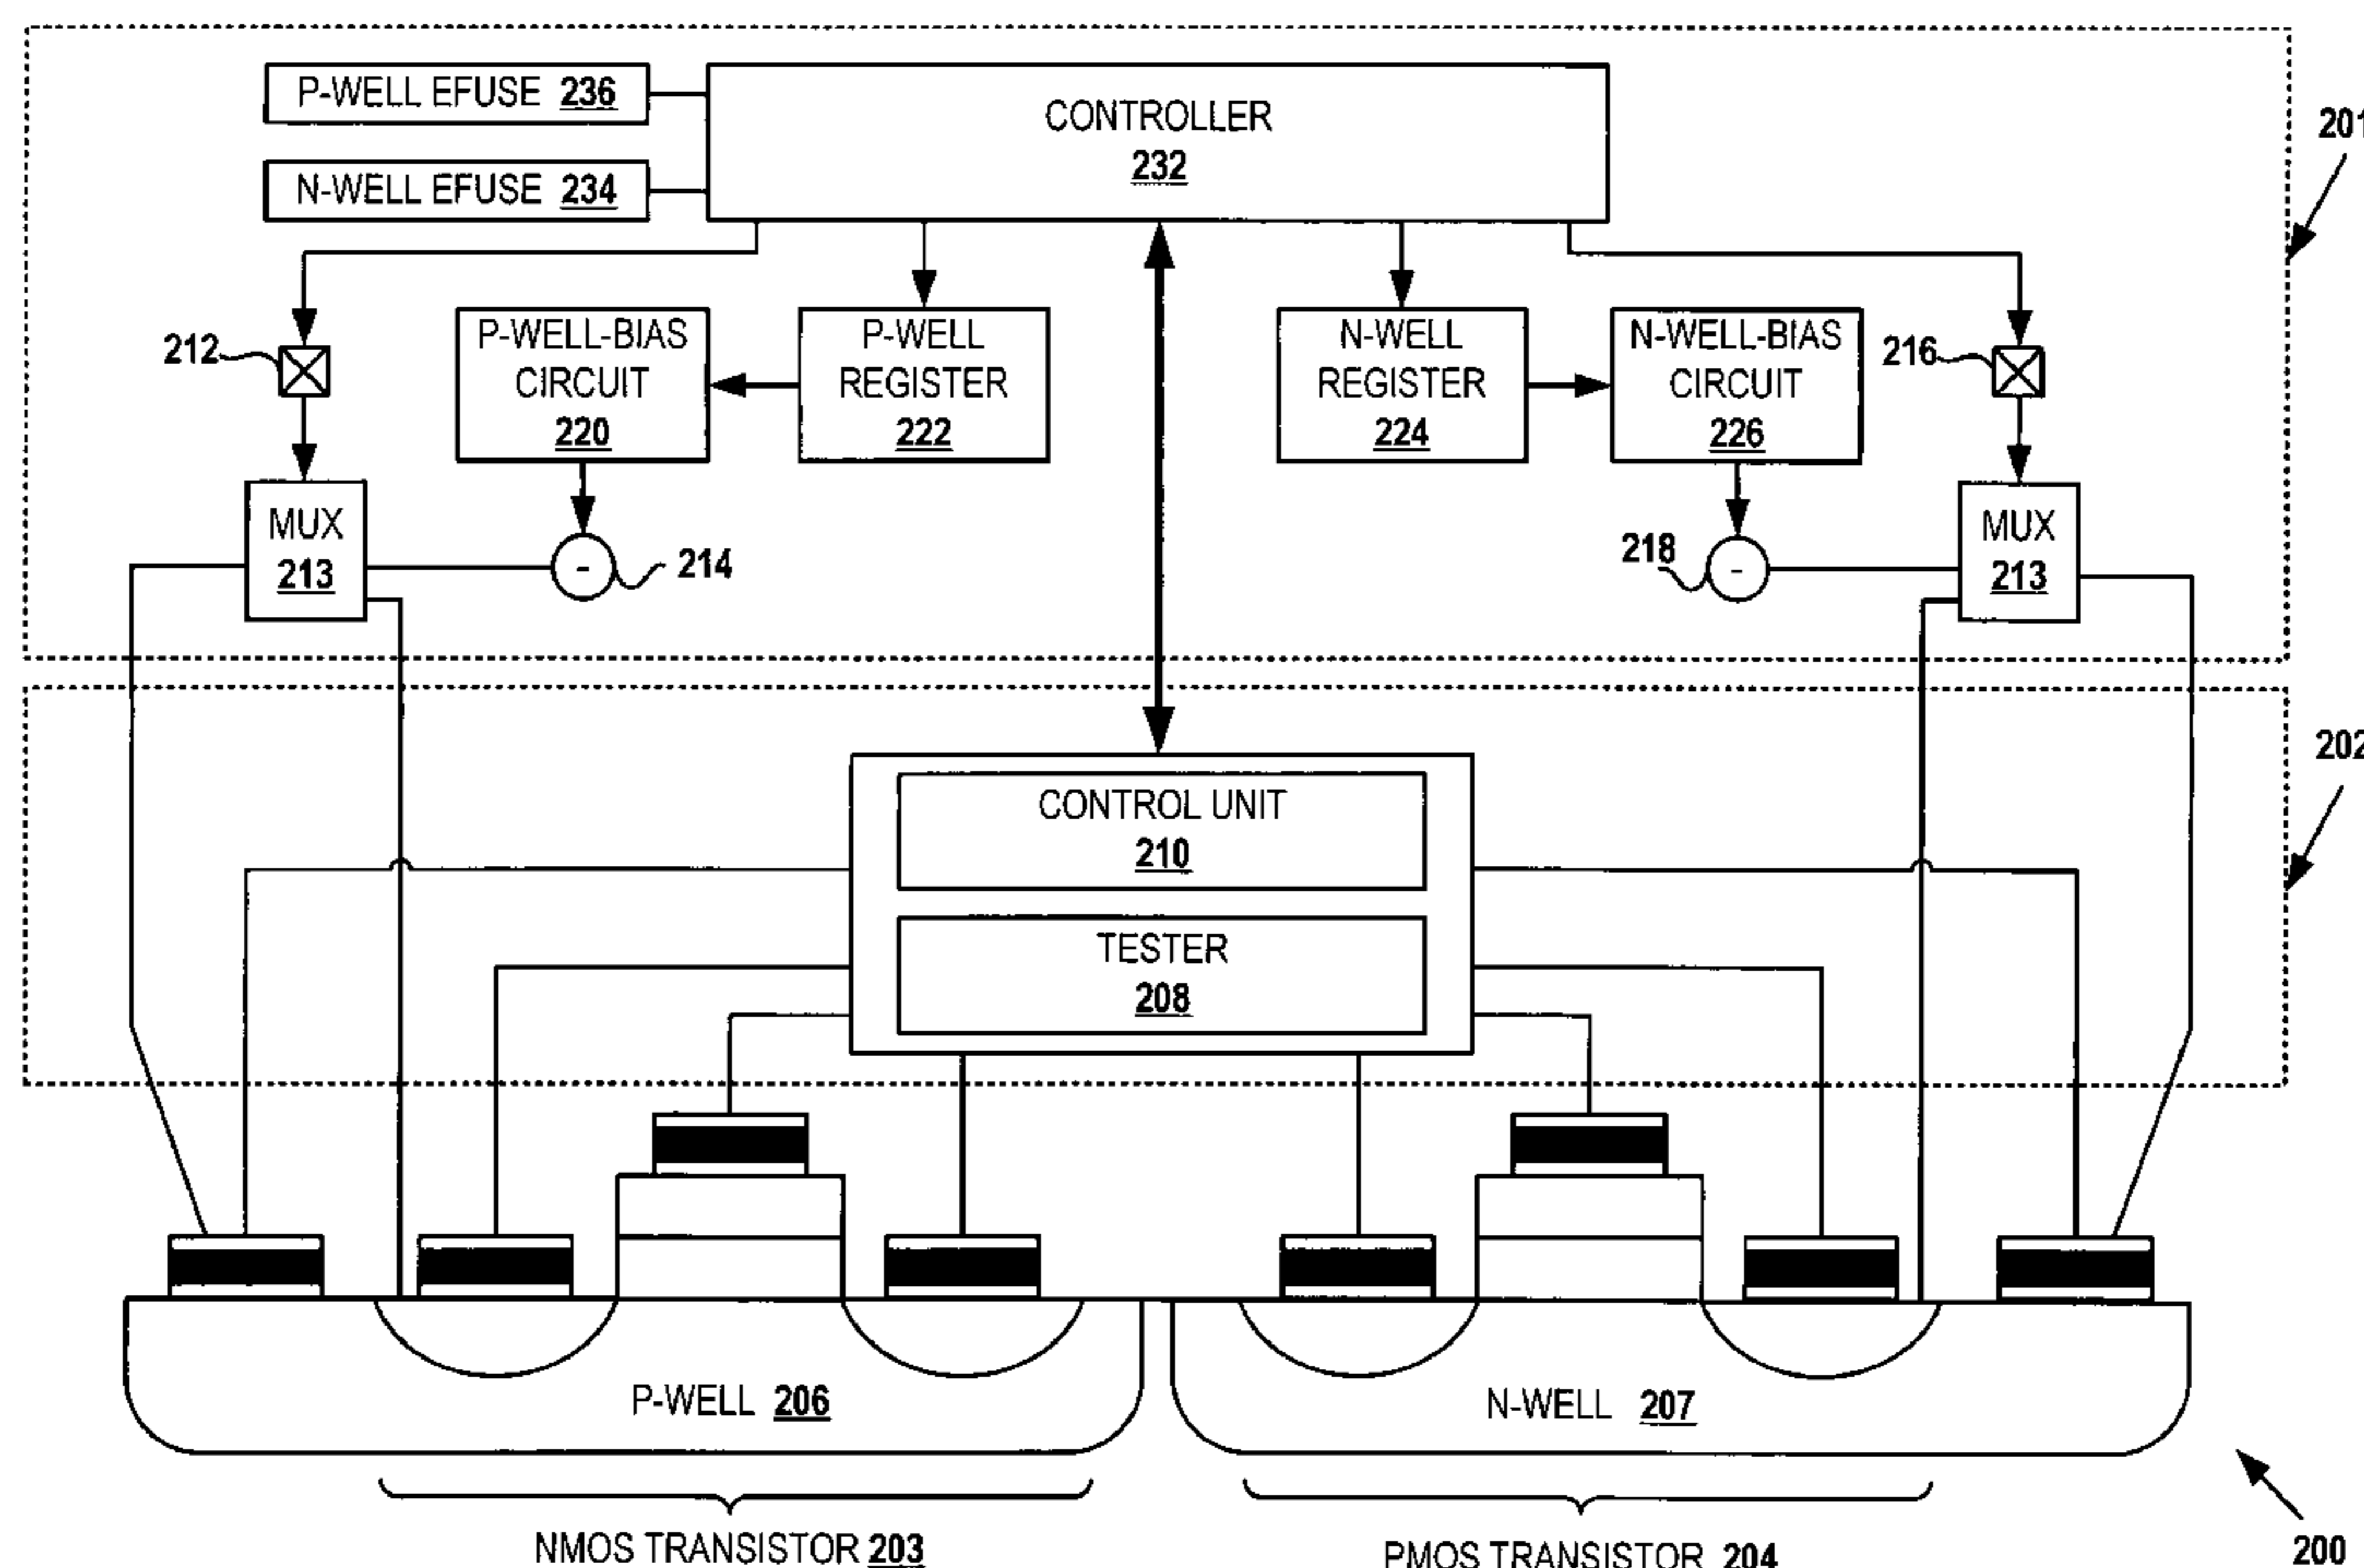 P-WELL EFUSE 236
CONTROLLER
232
N-WELL EFUSE 234
201
212
P-WELL-BIAS
CIRCUIT
220
P-WELL
REGISTER
222
N-WELL
REGISTER
224
N-WELL-BIAS
CIRCUIT
226
216
MUX
213
-
214
218
-
MUX
213
202
CONTROL UNIT
210
TESTER
208
P-WELL 206
N-WELL 207
NMOS TRANSISTOR 203
PMOS TRANSISTOR 204
200